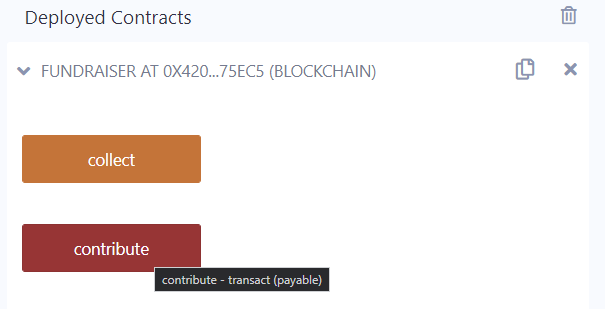 Deployed Contracts
FUNDRAISER AT 0X420...75EC5 (BLOCKCHAIN)
collect
contribute
contribute - transact (payable)